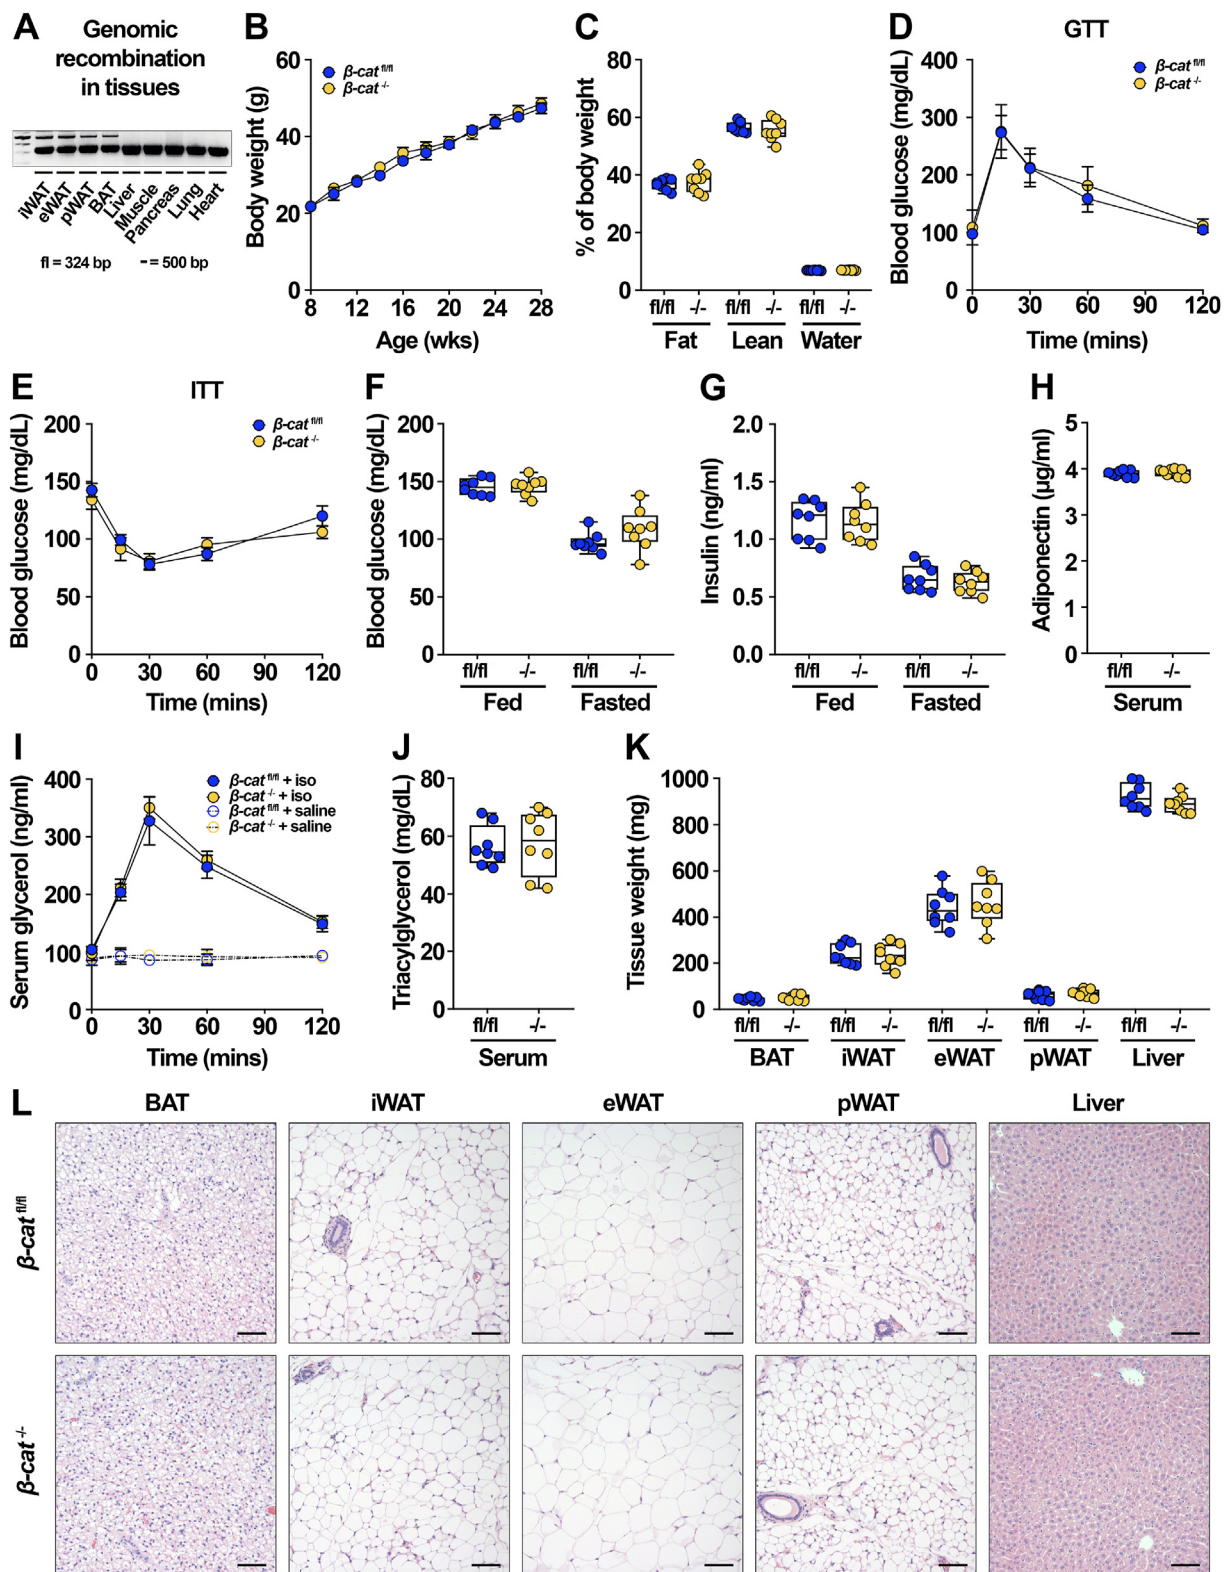 A
Genomic
recombination
in tissues
iWAT
eWAT
pWAT
BAT
Liver
Muscle
Pancreas
Lung
Heart
fl = 324 bp
- = 500 bp
B
Body weight (g)
60
40
20
0
β-cat fl/fl
β-cat -/-
8 12 16 20 24 28
Age (wks)
C
% of body weight
80
60
40
20
0
fl/fl -/- fl/fl -/- fl/fl -/-
Fat Lean Water
D
GTT
Blood glucose (mg/dL)
400
300
200
100
0
β-cat fl/fl
β-cat -/-
0 30 60 90 120
Time (mins)
E
ITT
Blood glucose (mg/dL)
200
150
100
50
0
β-cat fl/fl
β-cat -/-
0 30 60 90 120
Time (mins)
F
Blood glucose (mg/dL)
200
150
100
50
0
fl/fl -/- fl/fl -/-
Fed Fasted
G
Insulin (ng/ml)
2.0
1.5
1.0
0.5
0.0
fl/fl -/- fl/fl -/-
Fed Fasted
H
Adiponectin (µg/ml)
5
4
3
2
1
0
fl/fl -/-
Serum
I
Serum glycerol (ng/ml)
400
300
200
100
0
β-cat fl/fl + iso
β-cat -/- + iso
β-cat fl/fl + saline
β-cat -/- + saline
0 30 60 90 120
Time (mins)
J
Triacylglycerol (mg/dL)
80
60
40
20
0
fl/fl -/-
Serum
K
Tissue weight (mg)
1000
800
600
400
200
0
fl/fl -/- fl/fl -/- fl/fl -/- fl/fl -/- fl/fl -/-
BAT iWAT eWAT pWAT Liver
L
BAT iWAT eWAT pWAT Liver
β-cat fl/fl
β-cat -/-